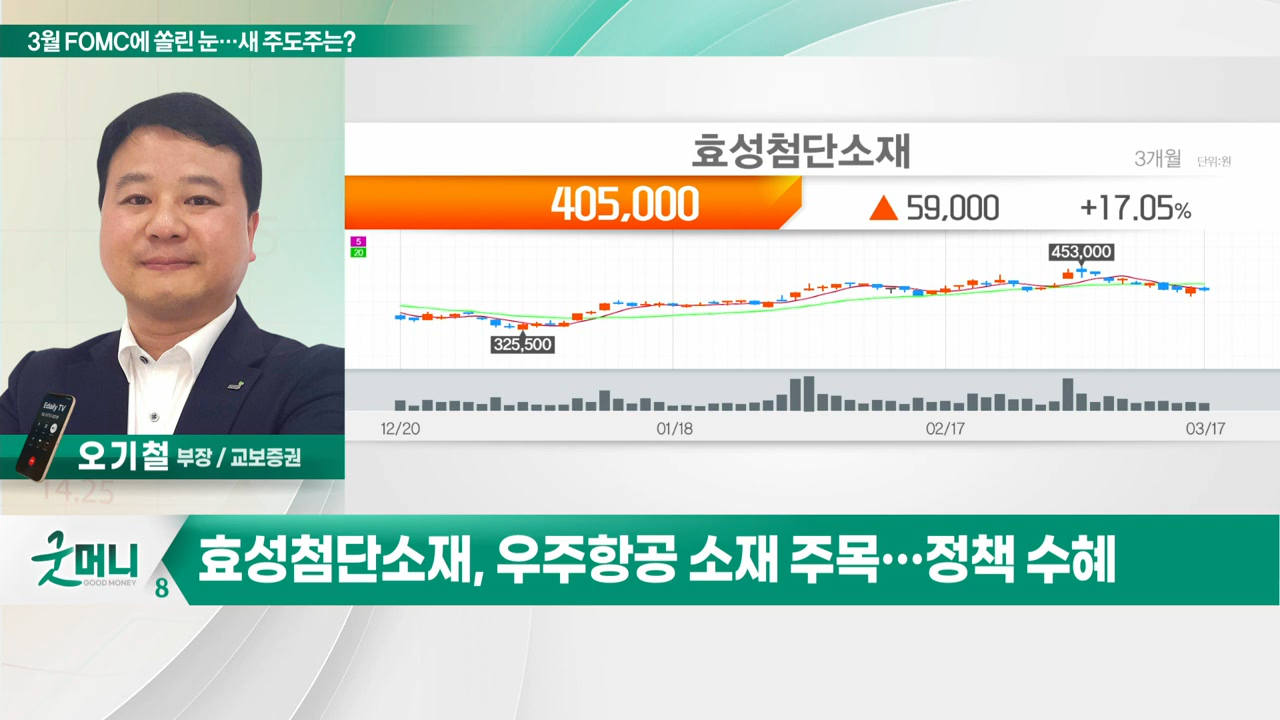 3월 FOMC에 쏠린 눈…새 주도주는?
효성첨단소재
3개월 단위:원
405,000 ▲ 59,000 +17.05%
5
20
453,000
325,500
12/20 01/18 02/17 03/17
Edaily TV
오기철 부장 / 교보증권
14.25
굿머니
GOOD MONEY
8
효성첨단소재, 우주항공 소재 주목…정책 수혜